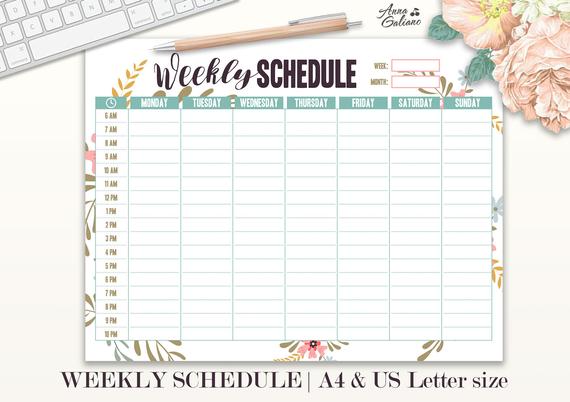 Anna
Galiano
Weekly SCHEDULE
WEEK:
MONTH:
MONDAY TUESDAY WEDNESDAY THURSDAY FRIDAY SATURDAY SUNDAY
6 AM
7 AM
8 AM
9 AM
10 AM
11 AM
12 PM
1 PM
2 PM
3 PM
4 PM
5 PM
6 PM
7 PM
8 PM
9 PM
10 PM
WEEKLY SCHEDULE | A4 & US Letter size